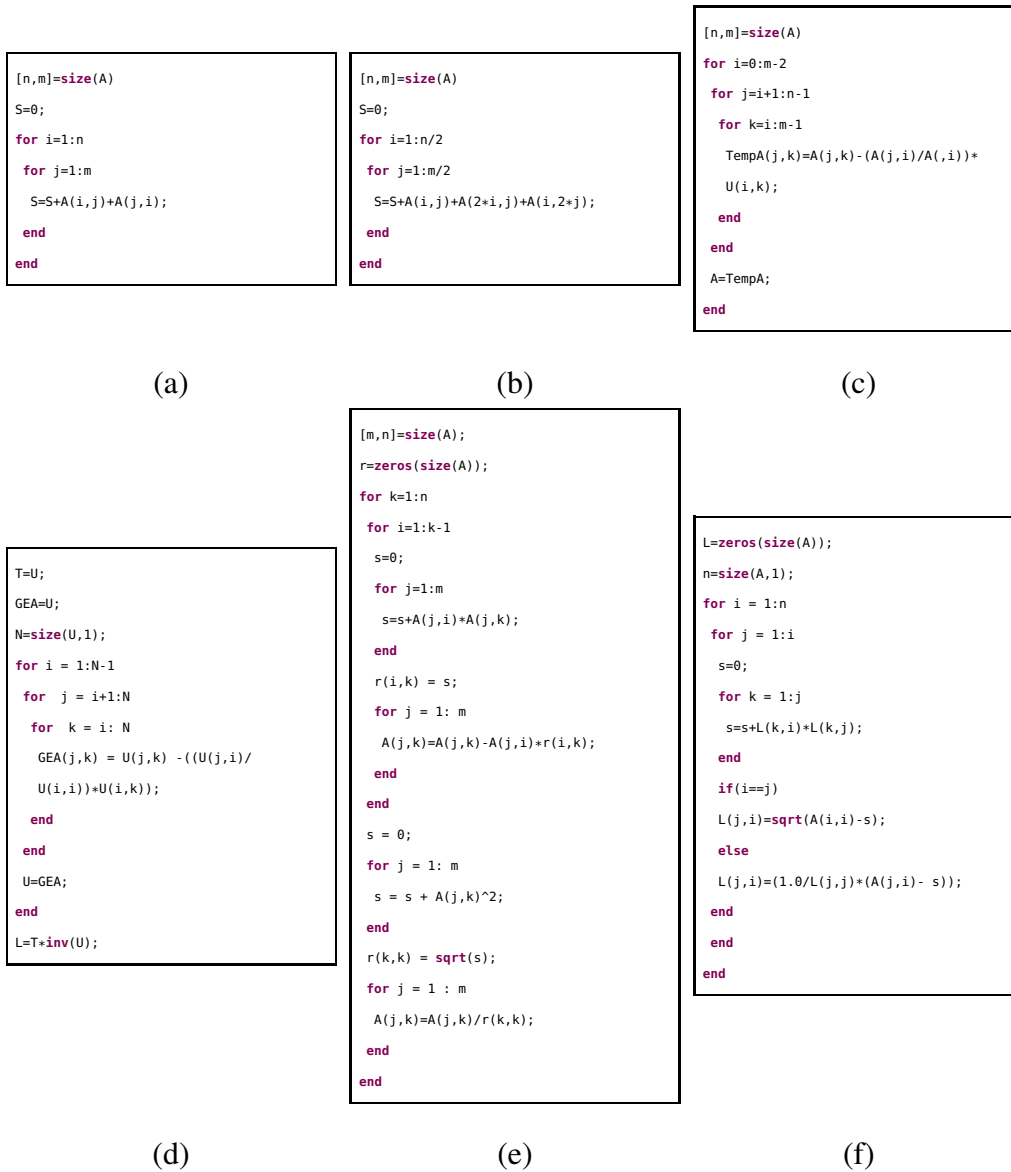 [n,m]=size(A)
S=0;
for i=1:n
for j=1:m
S=S+A(i,j)+A(j,i);
end
end
(a)
[n,m]=size(A)
S=0;
for i=1:n/2
for j=1:m/2
S=S+A(i,j)+A(2*i,j)+A(i,2*j);
end
end
(b)
[n,m]=size(A)
for i=0:m-2
for j=i+1:n-1
for k=i:m-1
TempA(j,k)=A(j,k)-(A(j,i)/A(,i))*
U(i,k);
end
end
A=TempA;
end
(c)
T=U;
GEA=U;
N=size(U,1);
for i = 1:N-1
for  j = i+1:N
for  k = i: N
GEA(j,k) = U(j,k) -((U(j,i)/
U(i,i))*U(i,k));
end
end
U=GEA;
end
L=T*inv(U);
(d)
[m,n]=size(A);
r=zeros(size(A));
for k=1:n
for i=1:k-1
s=0;
for j=1:m
s=s+A(j,i)*A(j,k);
end
r(i,k) = s;
for j = 1: m
A(j,k)=A(j,k)-A(j,i)*r(i,k);
end
end
s = 0;
for j = 1: m
s = s + A(j,k)^2;
end
r(k,k) = sqrt(s);
for j = 1 : m
A(j,k)=A(j,k)/r(k,k);
end
end
(e)
L=zeros(size(A));
n=size(A,1);
for i = 1:n
for j = 1:i
s=0;
for k = 1:j
s=s+L(k,i)*L(k,j);
end
if(i==j)
L(j,i)=sqrt(A(i,i)-s);
else
L(j,i)=(1.0/L(j,j)*(A(j,i)- s));
end
end
end
(f)